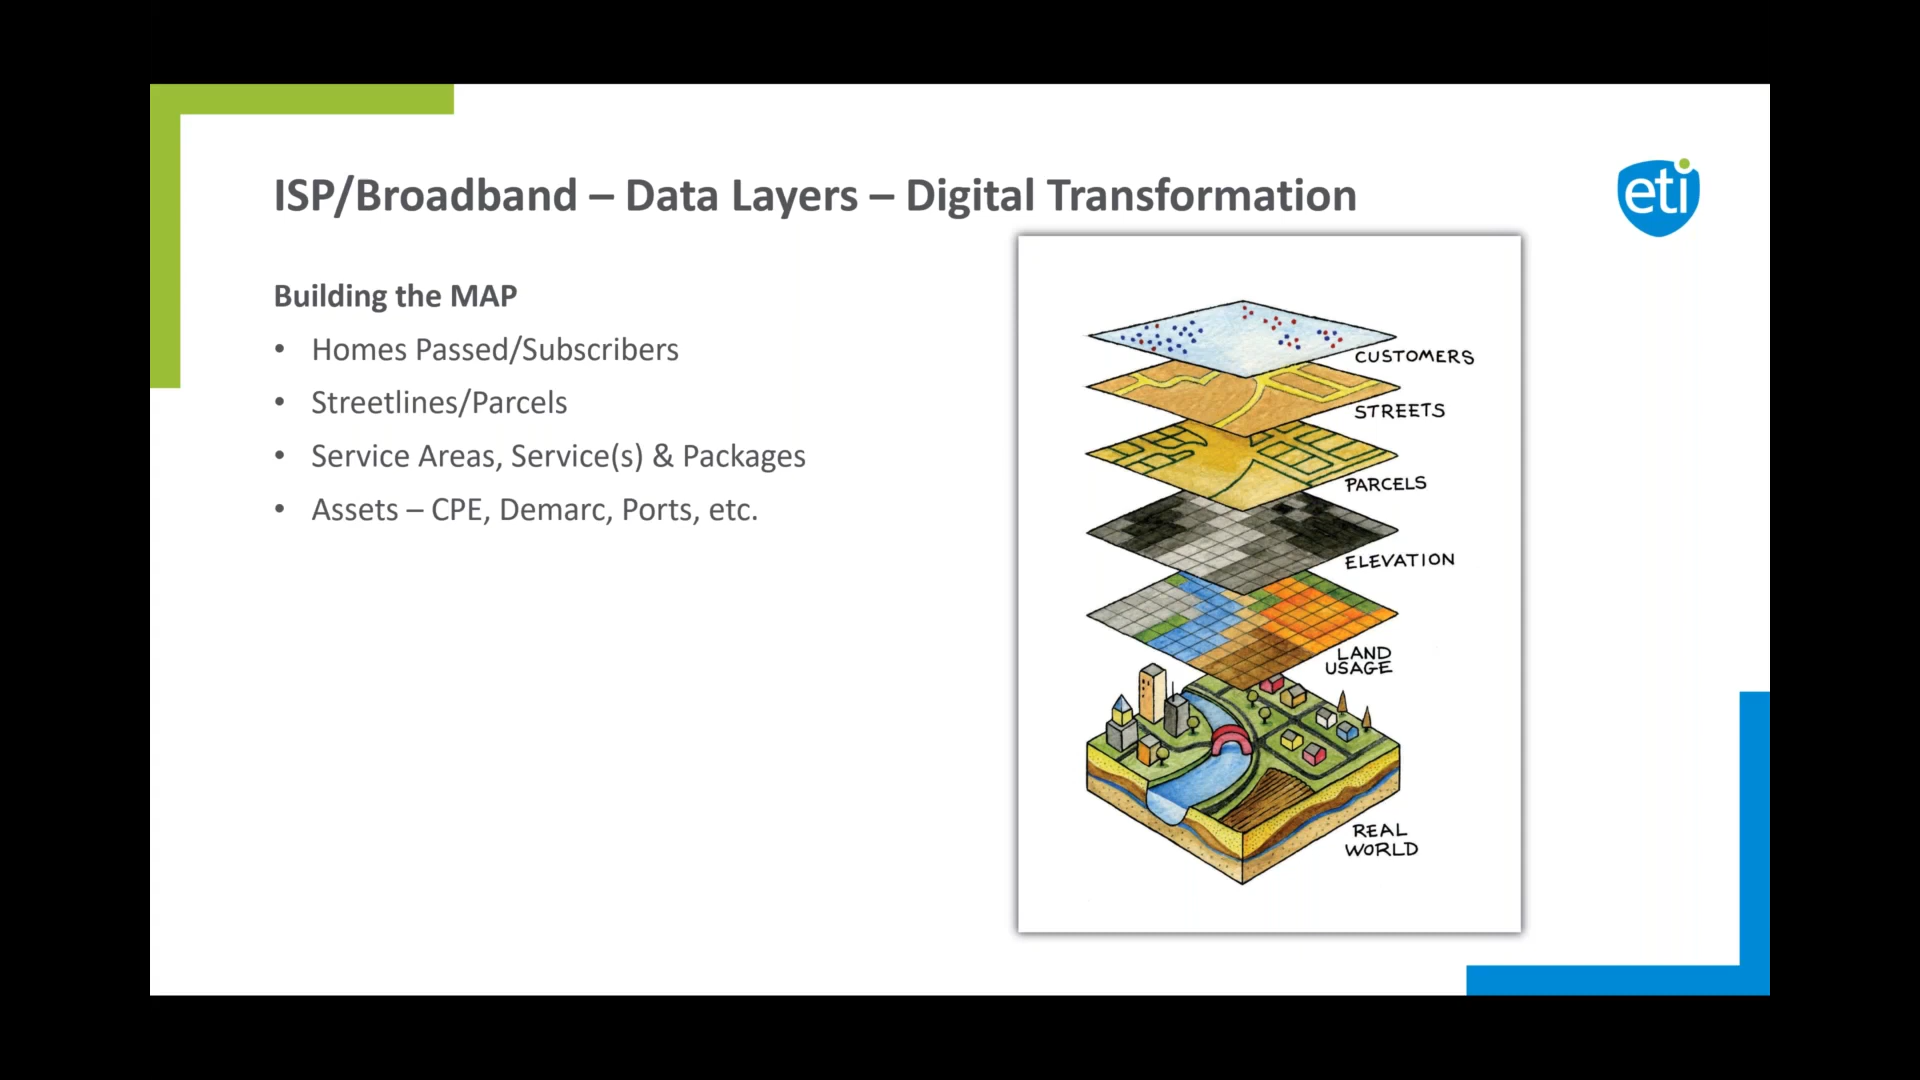 ISP/Broadband – Data Layers – Digital Transformation
eti
Building the MAP
• Homes Passed/Subscribers
• Streetlines/Parcels
• Service Areas, Service(s) & Packages
• Assets – CPE, Demarc, Ports, etc.
CUSTOMERS
STREETS
PARCELS
ELEVATION
LAND
USAGE
REAL
WORLD